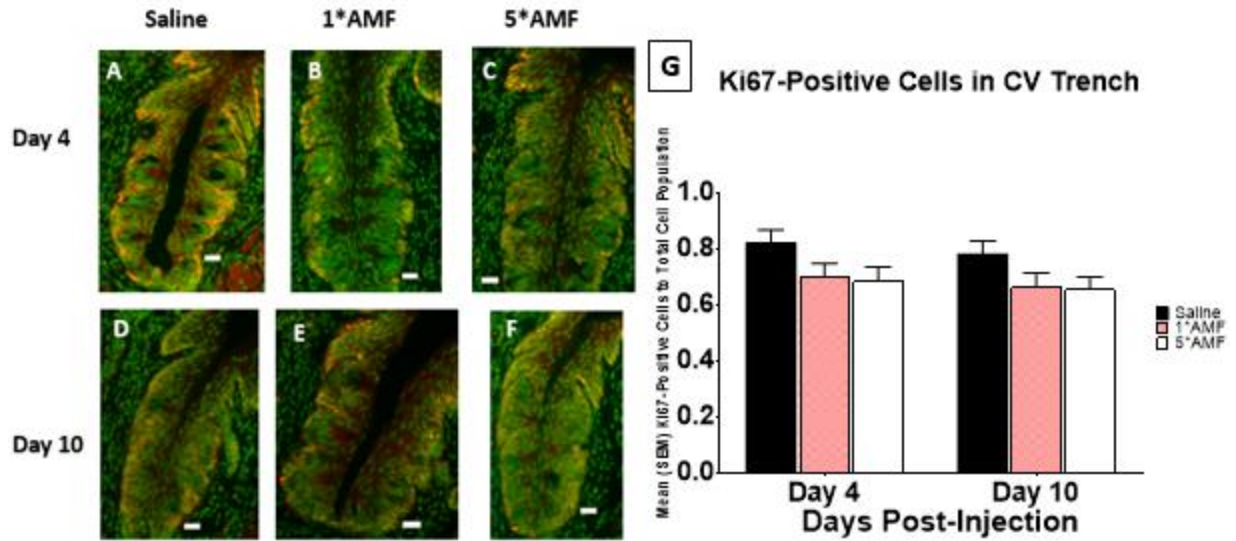 Saline 1*AMF 5*AMF
Day 4
A B C
Day 10
D E F
G
Ki67-Positive Cells in CV Trench
Mean (SEM) Ki67-Positive Cells to Total Cell Population
1.0
0.8
0.6
0.4
0.2
0.0
Day 4 Day 10
Days Post-Injection
Saline
1*AMF
5*AMF